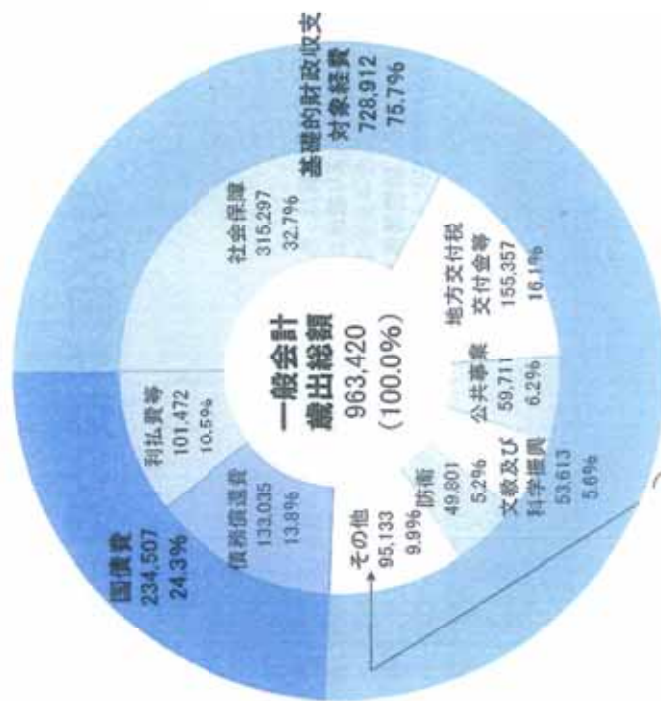 一般会計
歳出総額
963,420
(100.0%)
基礎的財政収支
対象経費
728,912
75.7%
社会保障
315,297
32.7%
地方交付税
交付金等
155,357
16.1%
公共事業
59,711
6.2%
文教及び
科学振興
53,613
5.6%
防衛
49,801
5.2%
その他
95,133
9.9%
国債費
234,507
24.3%
債務償還費
133,035
13.8%
利払費等
101,472
10.5%